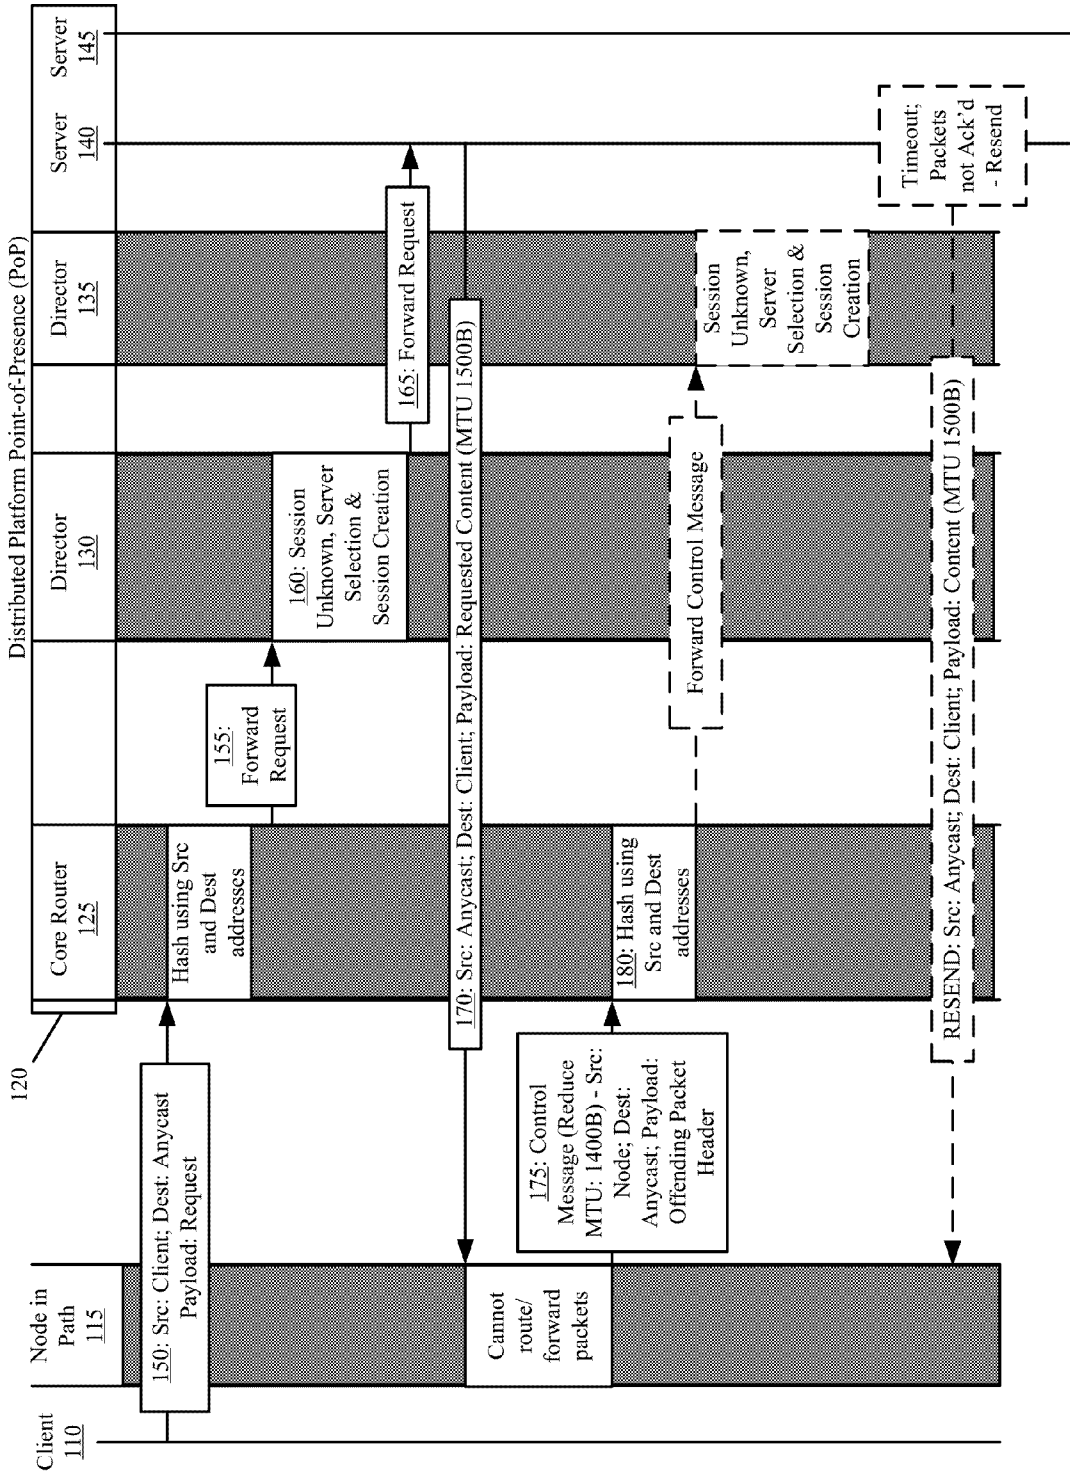 Distributed Platform Point-of-Presence (PoP)
Client
110
Node in
Path
115
120
Core Router
125
Director
130
Director
135
Server
140
Server
145
150: Src: Client; Dest: Anycast
Payload: Request
Hash using Src
and Dest
addresses
155:
Forward
Request
160: Session
Unknown, Server
Selection &
Session Creation
165: Forward Request
170: Src: Anycast; Dest: Client; Payload: Requested Content (MTU 1500B)
Cannot
route/
forward
packets
175: Control
Message (Reduce
MTU: 1400B) - Src:
Node; Dest:
Anycast; Payload:
Offending Packet
Header
180: Hash using
Src and Dest
addresses
Forward Control Message
Session
Unknown,
Server
Selection &
Session
Creation
Timeout;
Packets
not Ack'd
- Resend
RESEND: Src: Anycast; Dest: Client; Payload: Content (MTU 1500B)